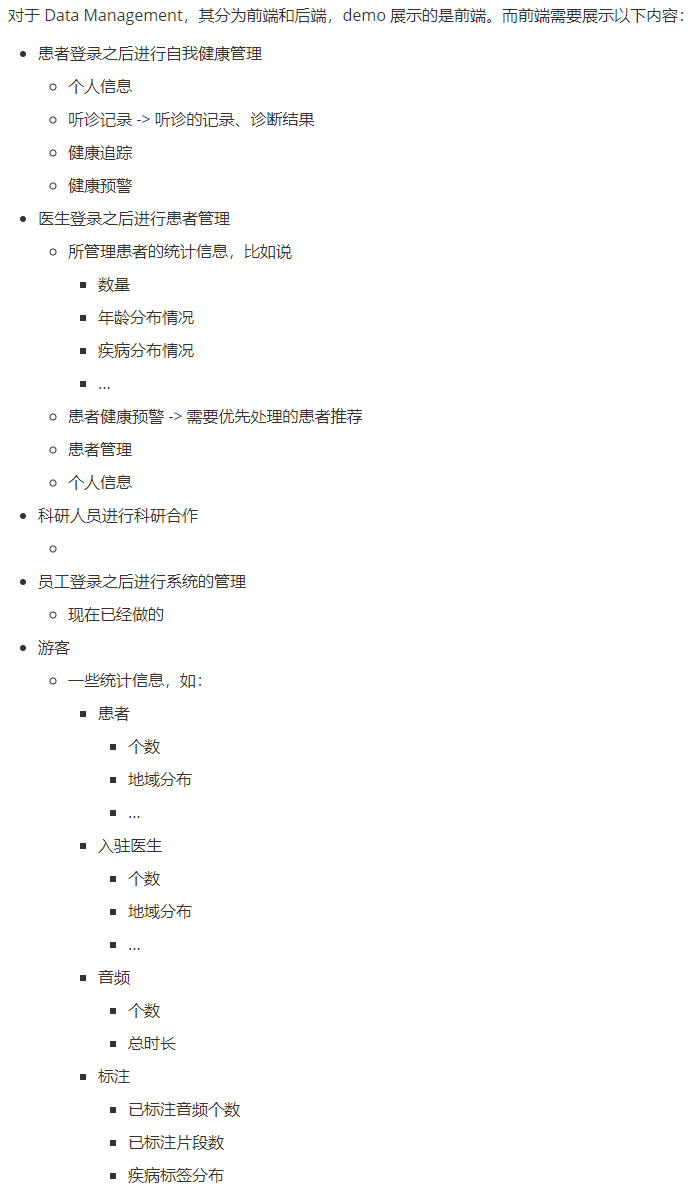 对于 Data Management，其分为前端和后端，demo 展示的是前端。而前端需要展示以下内容：
患者登录之后进行自我健康管理
个人信息
听诊记录 -> 听诊的记录、诊断结果
健康追踪
健康预警
医生登录之后进行患者管理
所管理患者的统计信息，比如说
数量
年龄分布情况
疾病分布情况
...
患者健康预警 -> 需要优先处理的患者推荐
患者管理
个人信息
科研人员进行科研合作
员工登录之后进行系统的管理
现在已经做的
游客
一些统计信息，如：
患者
个数
地域分布
...
入驻医生
个数
地域分布
...
音频
个数
总时长
标注
已标注音频个数
已标注片段数
疾病标签分布